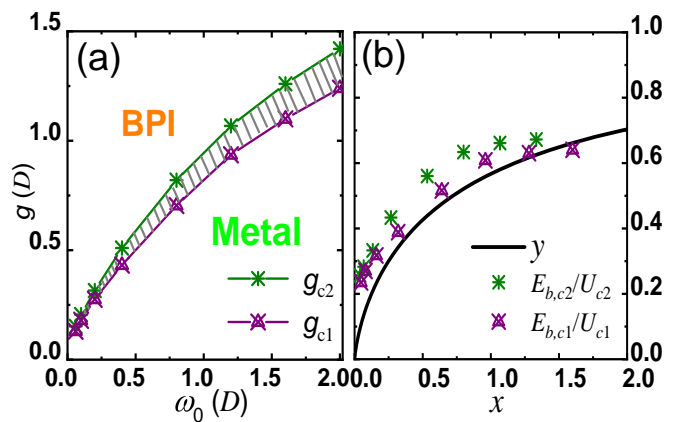 (a)
BPI
Metal
g_c2
g_c1
g (D)
1.5
1.0
0.5
0.0
0.0 0.5 1.0 1.5 2.0
ω_0 (D)
(b)
y
E_b,c2/U_c2
E_b,c1/U_c1
1.0
0.8
0.6
0.4
0.2
0.0
0.0 0.5 1.0 1.5 2.0
x